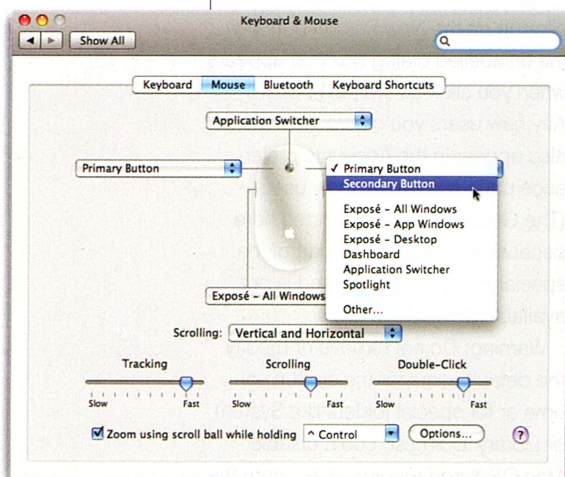 Keyboard & Mouse
Show All
Keyboard Mouse Bluetooth Keyboard Shortcuts
Application Switcher
Primary Button
✓ Primary Button
Secondary Button
Exposé – All Windows
Exposé – App Windows
Exposé – Desktop
Dashboard
Application Switcher
Spotlight
Other...
Exposé – All Windows
Scrolling: Vertical and Horizontal
Tracking Scrolling Double-Click
Slow Fast Slow Fast Slow Fast
Zoom using scroll ball while holding ^ Control Options... ?